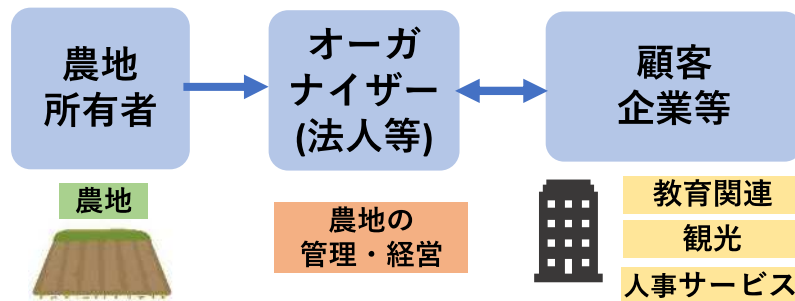 農地
所有者
オーガ
ナイザー
(法人等)
顧客
企業等
農地
農地の
管理・経営
教育関連
観光
人事サービス